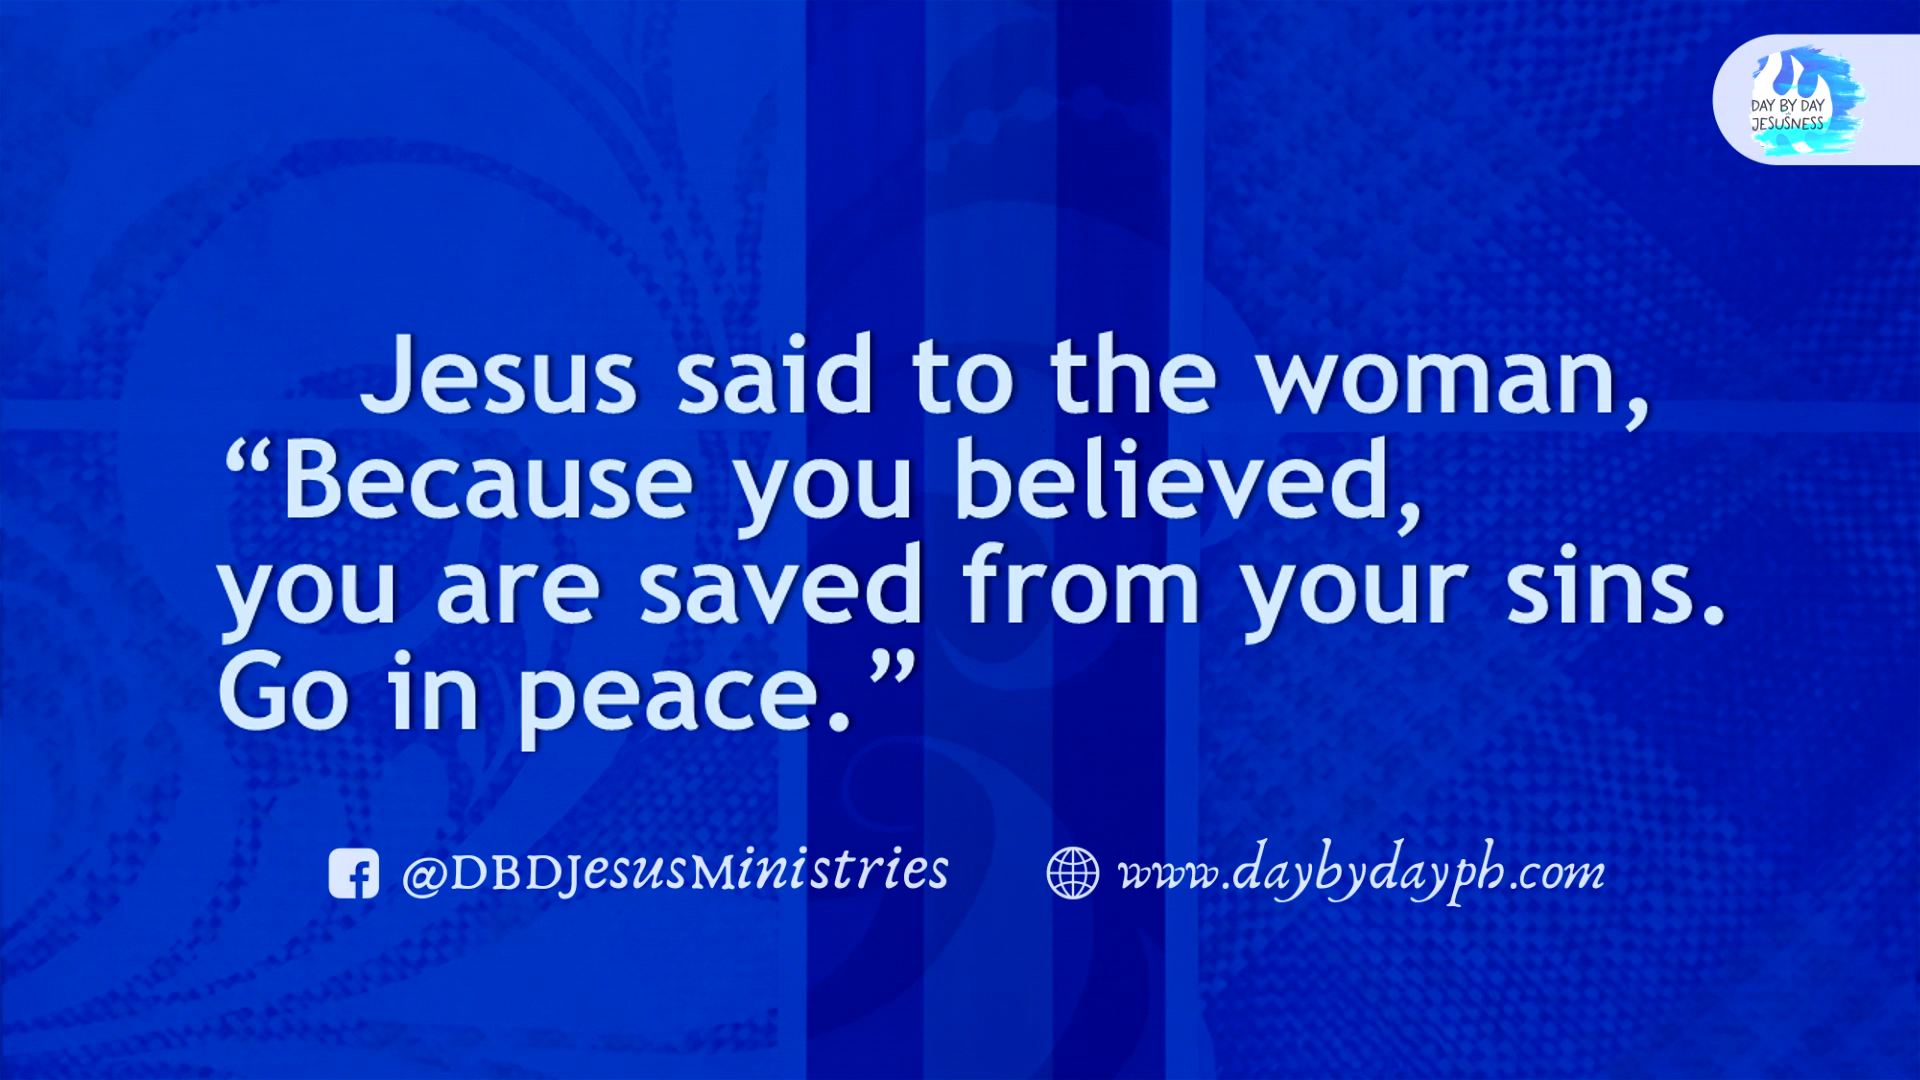 DAY BY DAY
JESUSNESS
Jesus said to the woman,
“Because you believed,
you are saved from your sins.
Go in peace.”
@DBDJesusMinistries
www.daybydayph.com